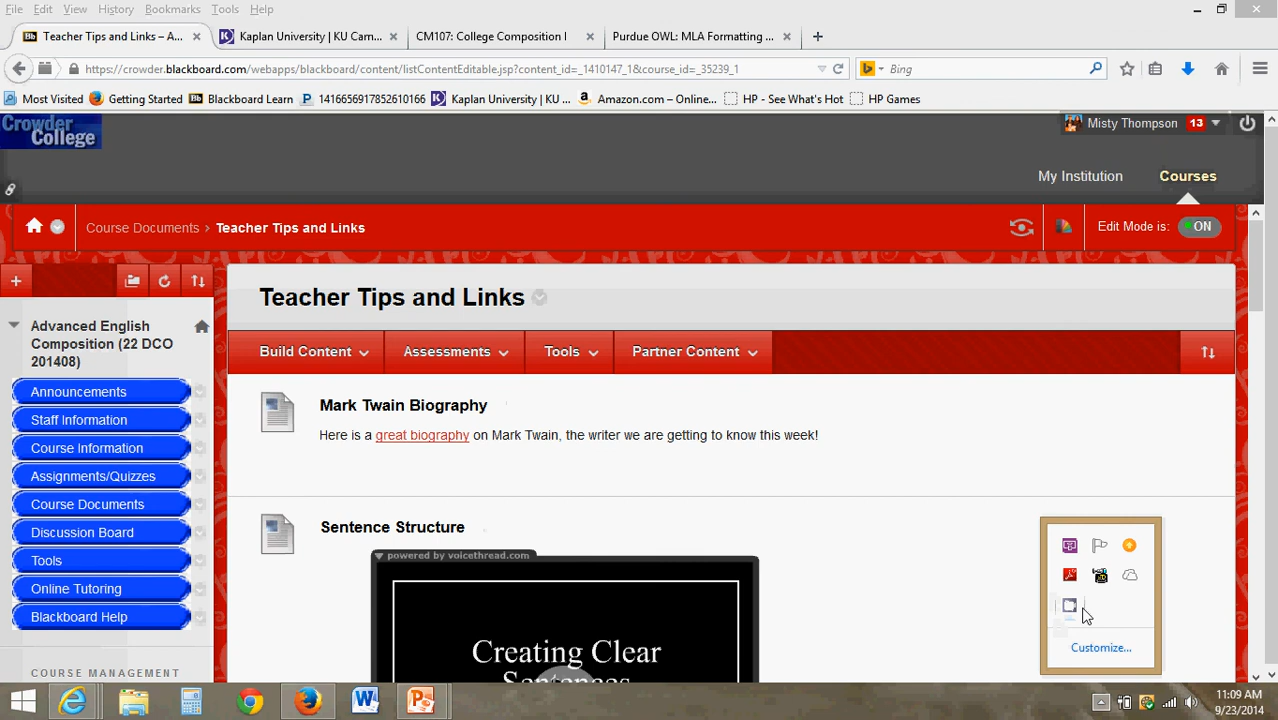 File Edit View History Bookmarks Tools Help
Teacher Tips and Links – A... × Kaplan University | KU Cam... × CM107: College Composition I × Purdue OWL: MLA Formatting ... × +
https://crowder.blackboard.com/webapps/blackboard/content/listContentEditable.jsp?content_id=_1410147_1&course_id=_35239_1 Bing
Most Visited Getting Started Blackboard Learn 1416656917852610166 Kaplan University | KU ... Amazon.com – Online... HP - See What's Hot HP Games
Crowder
College
Misty Thompson 13
My Institution Courses
Course Documents > Teacher Tips and Links Edit Mode is: ON
Teacher Tips and Links
Build Content Assessments Tools Partner Content
Advanced English
Composition (22 DCO
201408)
Announcements
Staff Information
Course Information
Assignments/Quizzes
Course Documents
Discussion Board
Tools
Online Tutoring
Blackboard Help
COURSE MANAGEMENT
Mark Twain Biography
Here is a great biography on Mark Twain, the writer we are getting to know this week!
Sentence Structure
powered by voicethread.com
Creating Clear
Sentences
Customize...
11:09 AM
9/23/2014